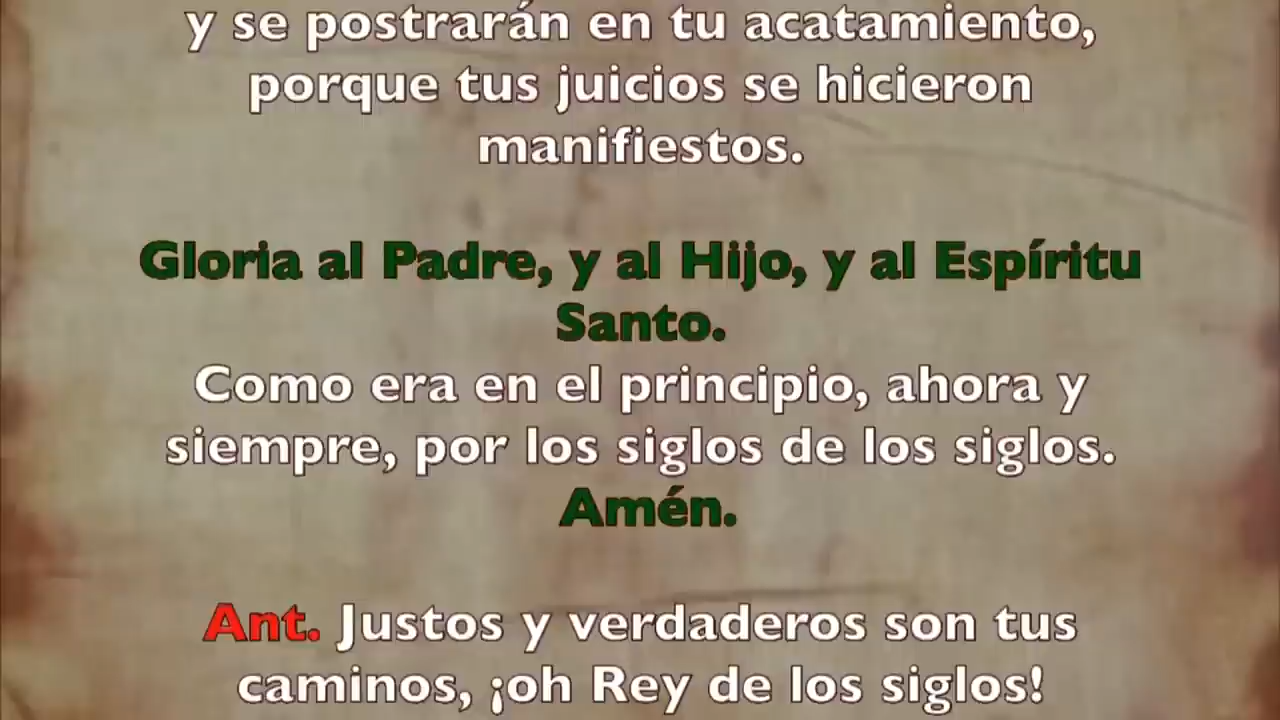 y se postrarán en tu acatamiento,
porque tus juicios se hicieron
manifiestos.
Gloria al Padre, y al Hijo, y al Espíritu
Santo.
Como era en el principio, ahora y
siempre, por los siglos de los siglos.
Amén.
Ant. Justos y verdaderos son tus
caminos, ¡oh Rey de los siglos!